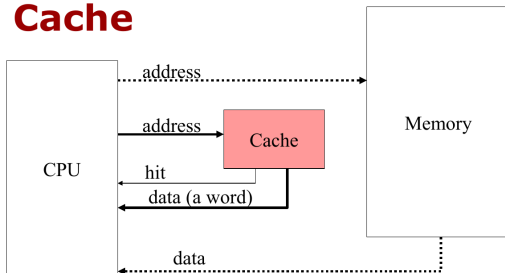 Cache
address
address
Cache
Memory
CPU
hit
data (a word)
data